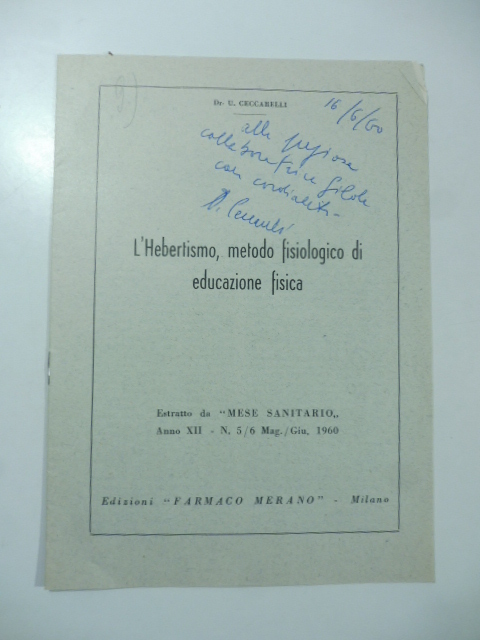 Dr. U. CECCARELLI
16/6/60
alla preziosa
collaboratrice
con cordialità
L'Hebertismo, metodo fisiologico di
educazione fisica
Estratto da "MESE SANITARIO„
Anno XII - N. 5/6 Mag./Giu. 1960
Edizioni "FARMACO MERANO" - Milano